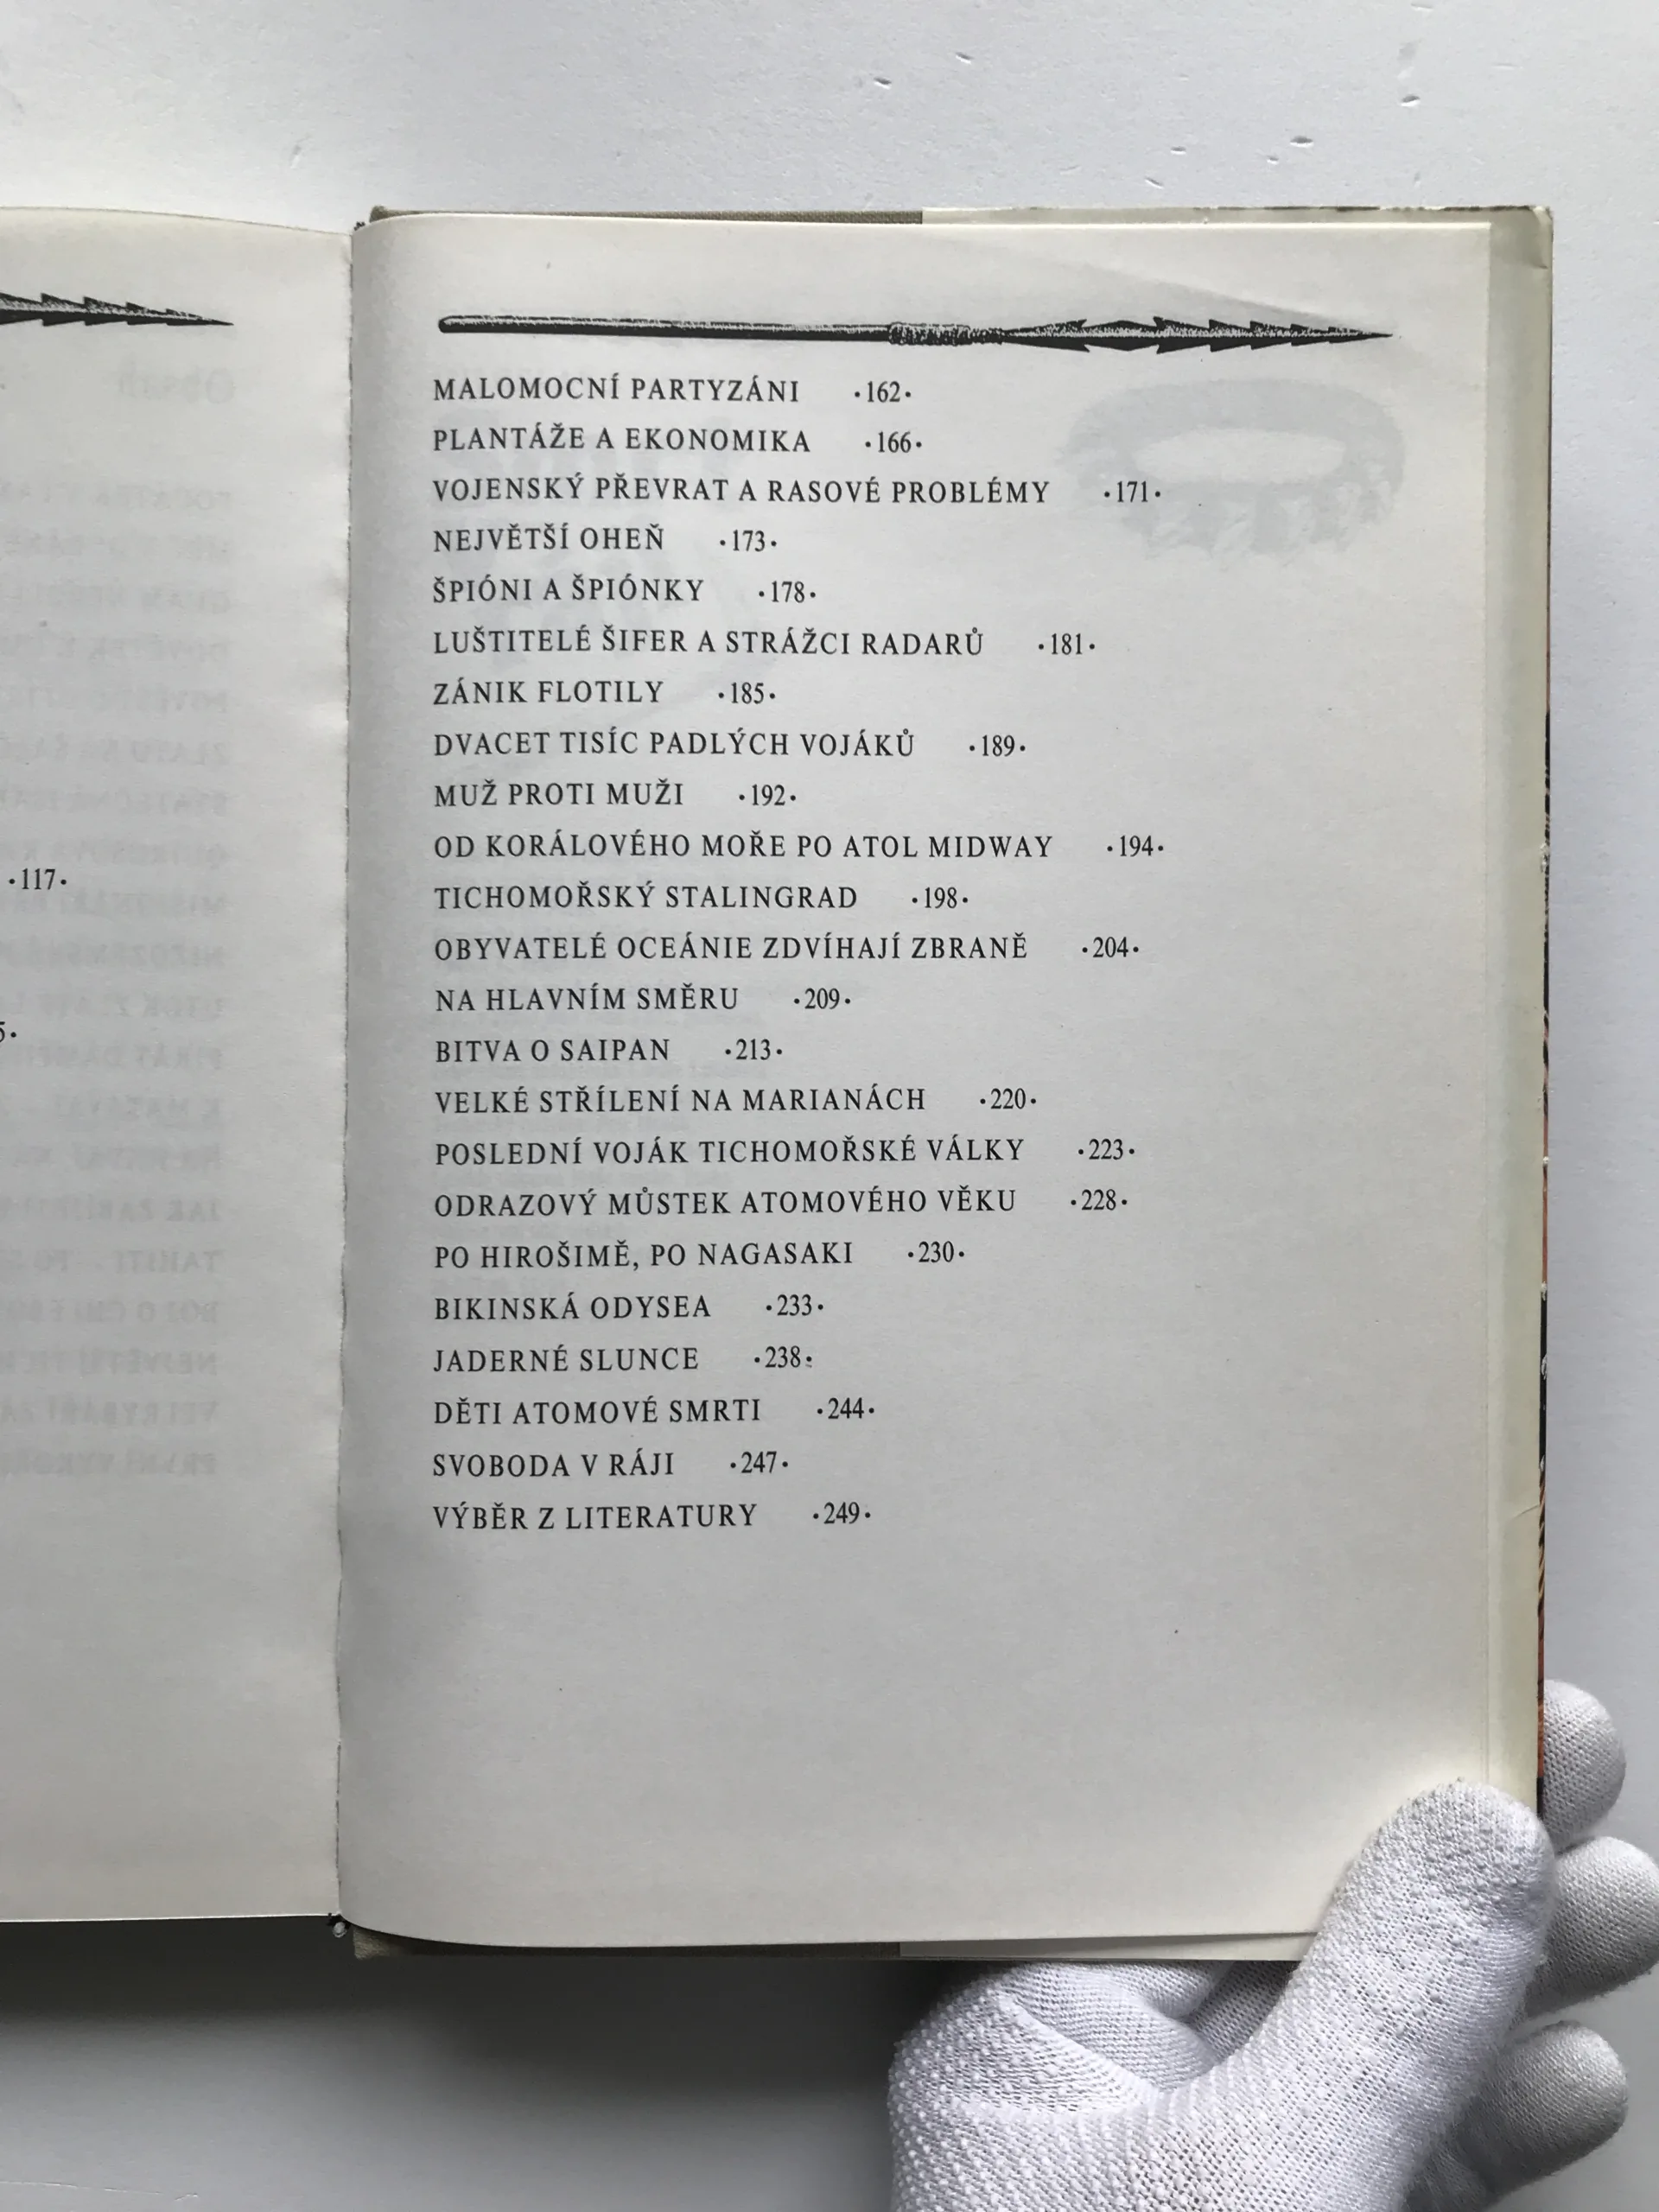 ·117·
5·
MALOMOCNÍ PARTYZÁNI ·162·
PLANTÁŽE A EKONOMIKA ·166·
VOJENSKÝ PŘEVRAT A RASOVÉ PROBLÉMY ·171·
NEJVĚTŠÍ OHEŇ ·173·
ŠPIÓNI A ŠPIÓNKY ·178·
LUŠTITELÉ ŠIFER A STRÁŽCI RADARŮ ·181·
ZÁNIK FLOTILY ·185·
DVACET TISÍC PADLÝCH VOJÁKŮ ·189·
MUŽ PROTI MUŽI ·192·
OD KORÁLOVÉHO MOŘE PO ATOL MIDWAY ·194·
TICHOMOŘSKÝ STALINGRAD ·198·
OBYVATELÉ OCEÁNIE ZDVÍHAJÍ ZBRANĚ ·204·
NA HLAVNÍM SMĚRU ·209·
BITVA O SAIPAN ·213·
VELKÉ STŘÍLENÍ NA MARIANÁCH ·220·
POSLEDNÍ VOJÁK TICHOMOŘSKÉ VÁLKY ·223·
ODRAZOVÝ MŮSTEK ATOMOVÉHO VĚKU ·228·
PO HIROŠIMĚ, PO NAGASAKI ·230·
BIKINSKÁ ODYSEA ·233·
JADERNÉ SLUNCE ·238·
DĚTI ATOMOVÉ SMRTI ·244·
SVOBODA V RÁJI ·247·
VÝBĚR Z LITERATURY ·249·